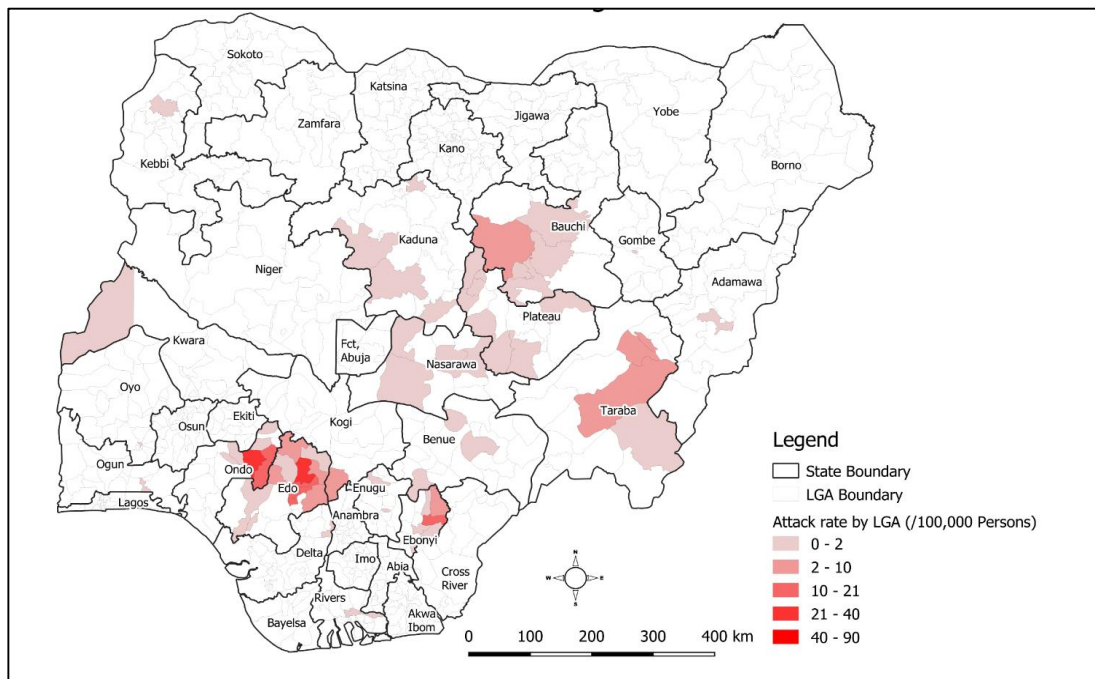 Sokoto
Katsina
Jigawa
Yobe
Zamfara
Kano
Borno
Kebbi
Bauchi
Kaduna
Gombe
Niger
Adamawa
Plateau
Kwara
Fct,
Abuja
Nasarawa
Oyo
Taraba
Ekiti
Kogi
Benue
Osun
Ogun
Ondo
Edo
Enugu
Lagos
Anambra
Ebonyi
Delta
Imo
Abia
Cross
River
Rivers
Bayelsa
Akwa
Ibom
N
W
E
S
0 100 200 300 400 km
Legend
State Boundary
LGA Boundary
Attack rate by LGA (/100,000 Persons)
0 - 2
2 - 10
10 - 21
21 - 40
40 - 90